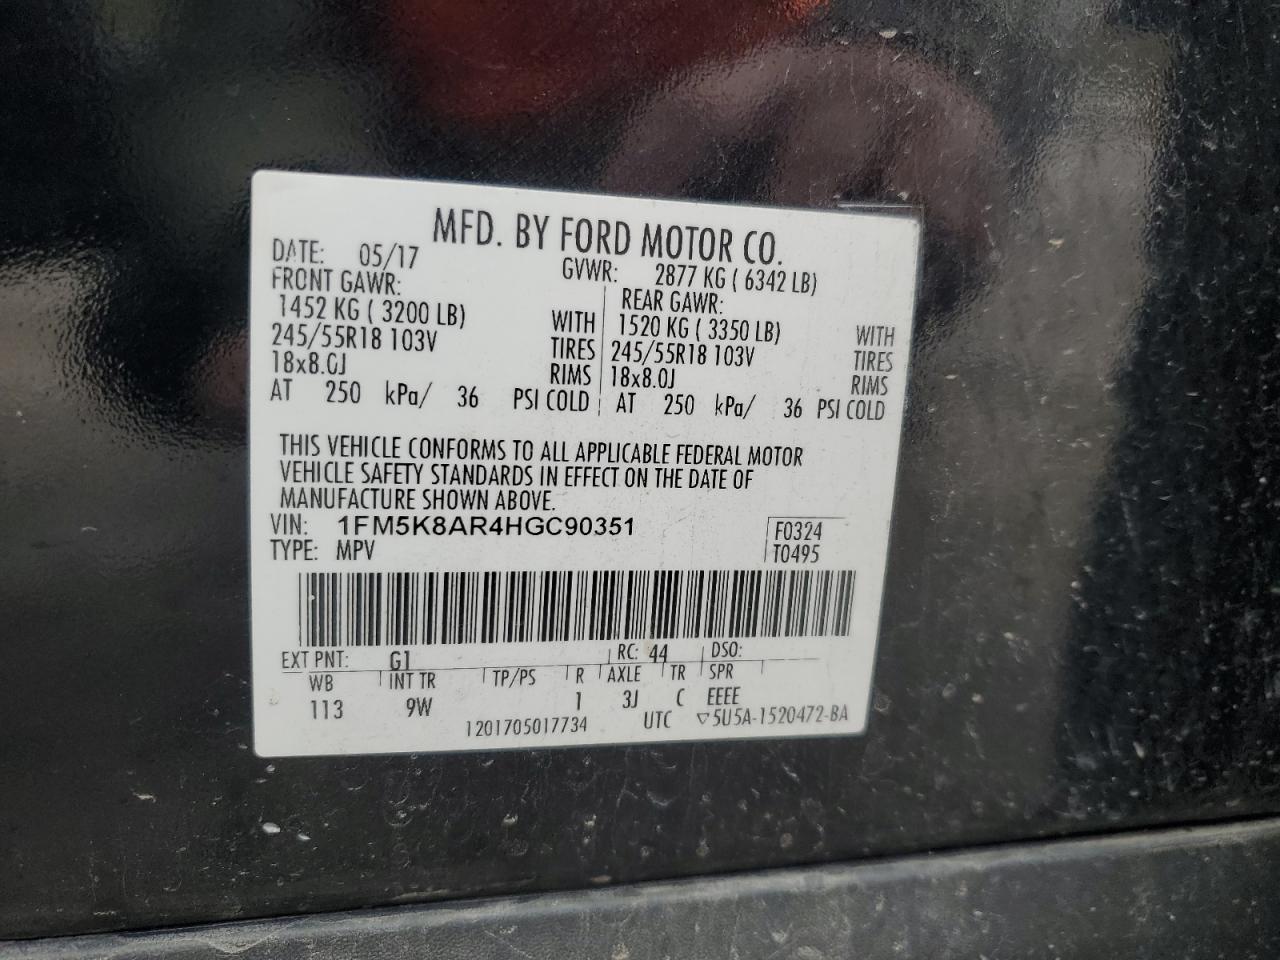 MFD. BY FORD MOTOR CO.
DATE: 05/17 GVWR: 2877 KG ( 6342 LB)
FRONT GAWR: REAR GAWR:
1452 KG ( 3200 LB) WITH 1520 KG ( 3350 LB) WITH
245/55R18 103V TIRES 245/55R18 103V TIRES
18x8.0J RIMS 18x8.0J RIMS
AT 250 kPa/ 36 PSI COLD AT 250 kPa/ 36 PSI COLD
THIS VEHICLE CONFORMS TO ALL APPLICABLE FEDERAL MOTOR
VEHICLE SAFETY STANDARDS IN EFFECT ON THE DATE OF
MANUFACTURE SHOWN ABOVE.
VIN: 1FM5K8AR4HGC90351 F0324
TYPE: MPV T0495
EXT PNT: G1 RC: 44 DSO:
WB INT TR TP/PS R AXLE TR SPR
113 9W 1 3J C EEEE
1201705017734 UTC ▽5U5A-1520472-BA